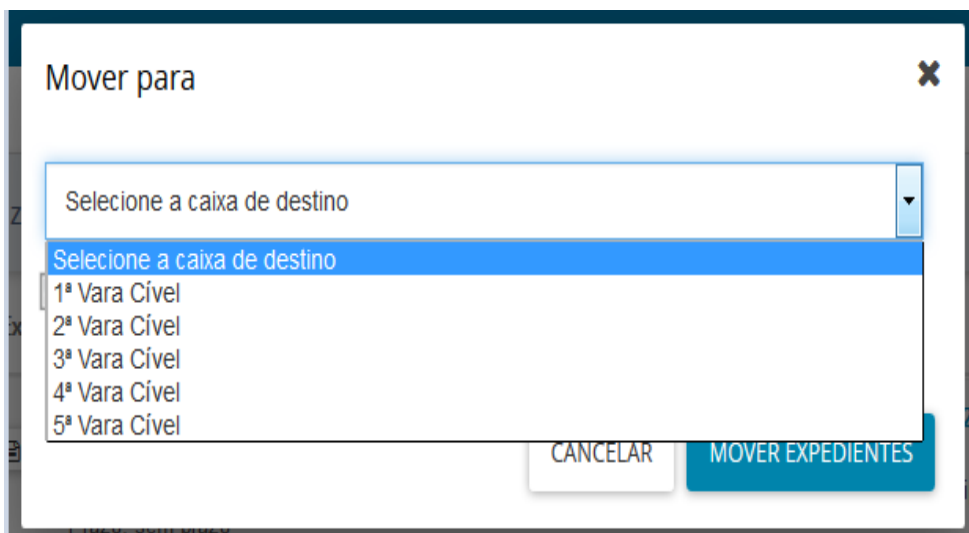 Mover para
Selecione a caixa de destino
Selecione a caixa de destino
1ª Vara Cível
2ª Vara Cível
3ª Vara Cível
4ª Vara Cível
5ª Vara Cível
CANCELAR
MOVER EXPEDIENTES